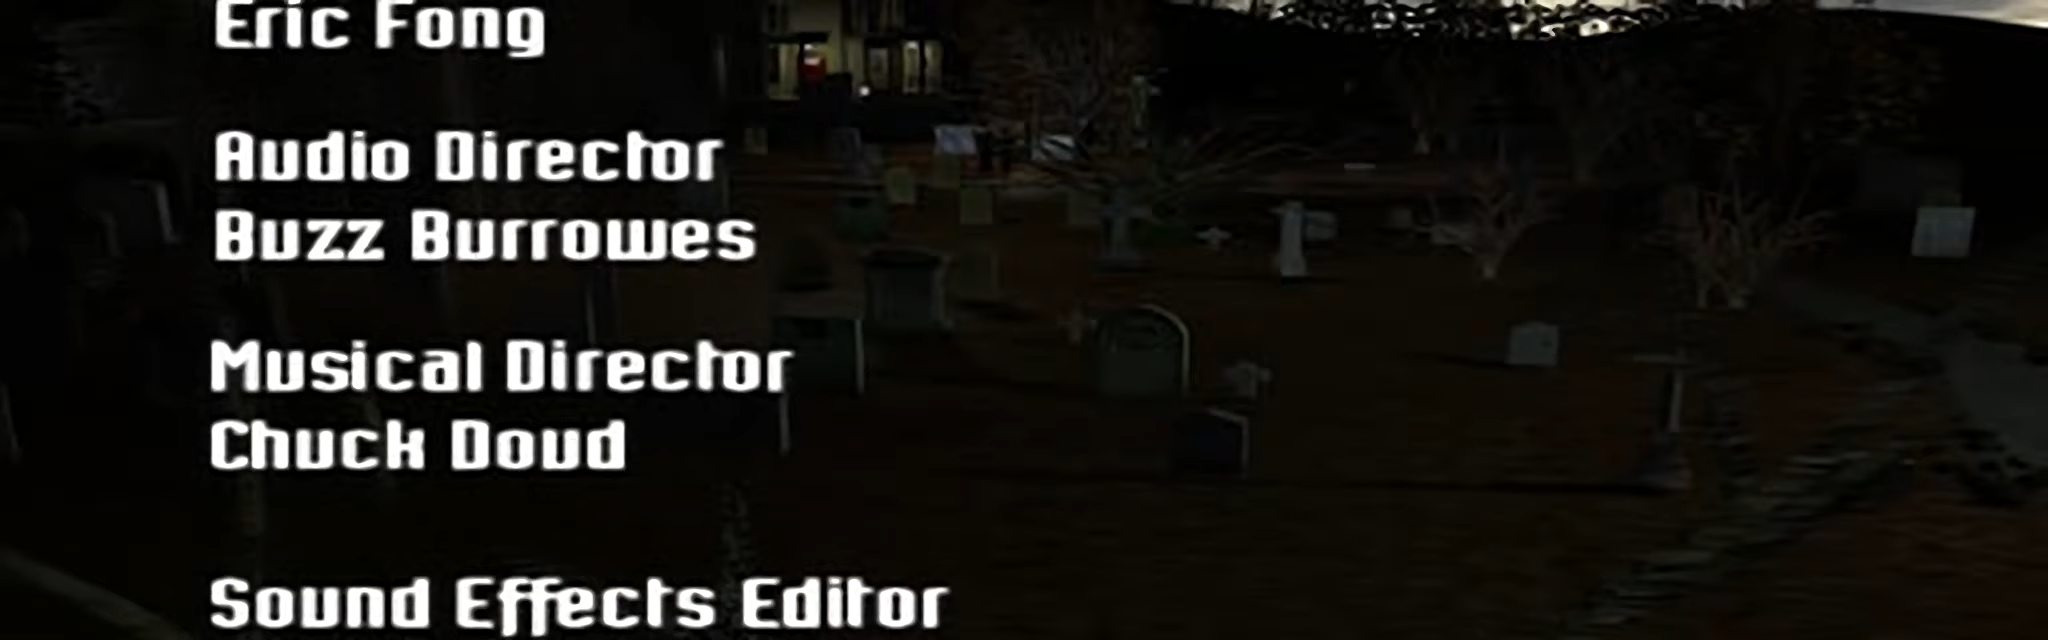 Eric Fong
Audio Director
Buzz Burrowes
Musical Director
Chuck Doud
Sound Effects Editor